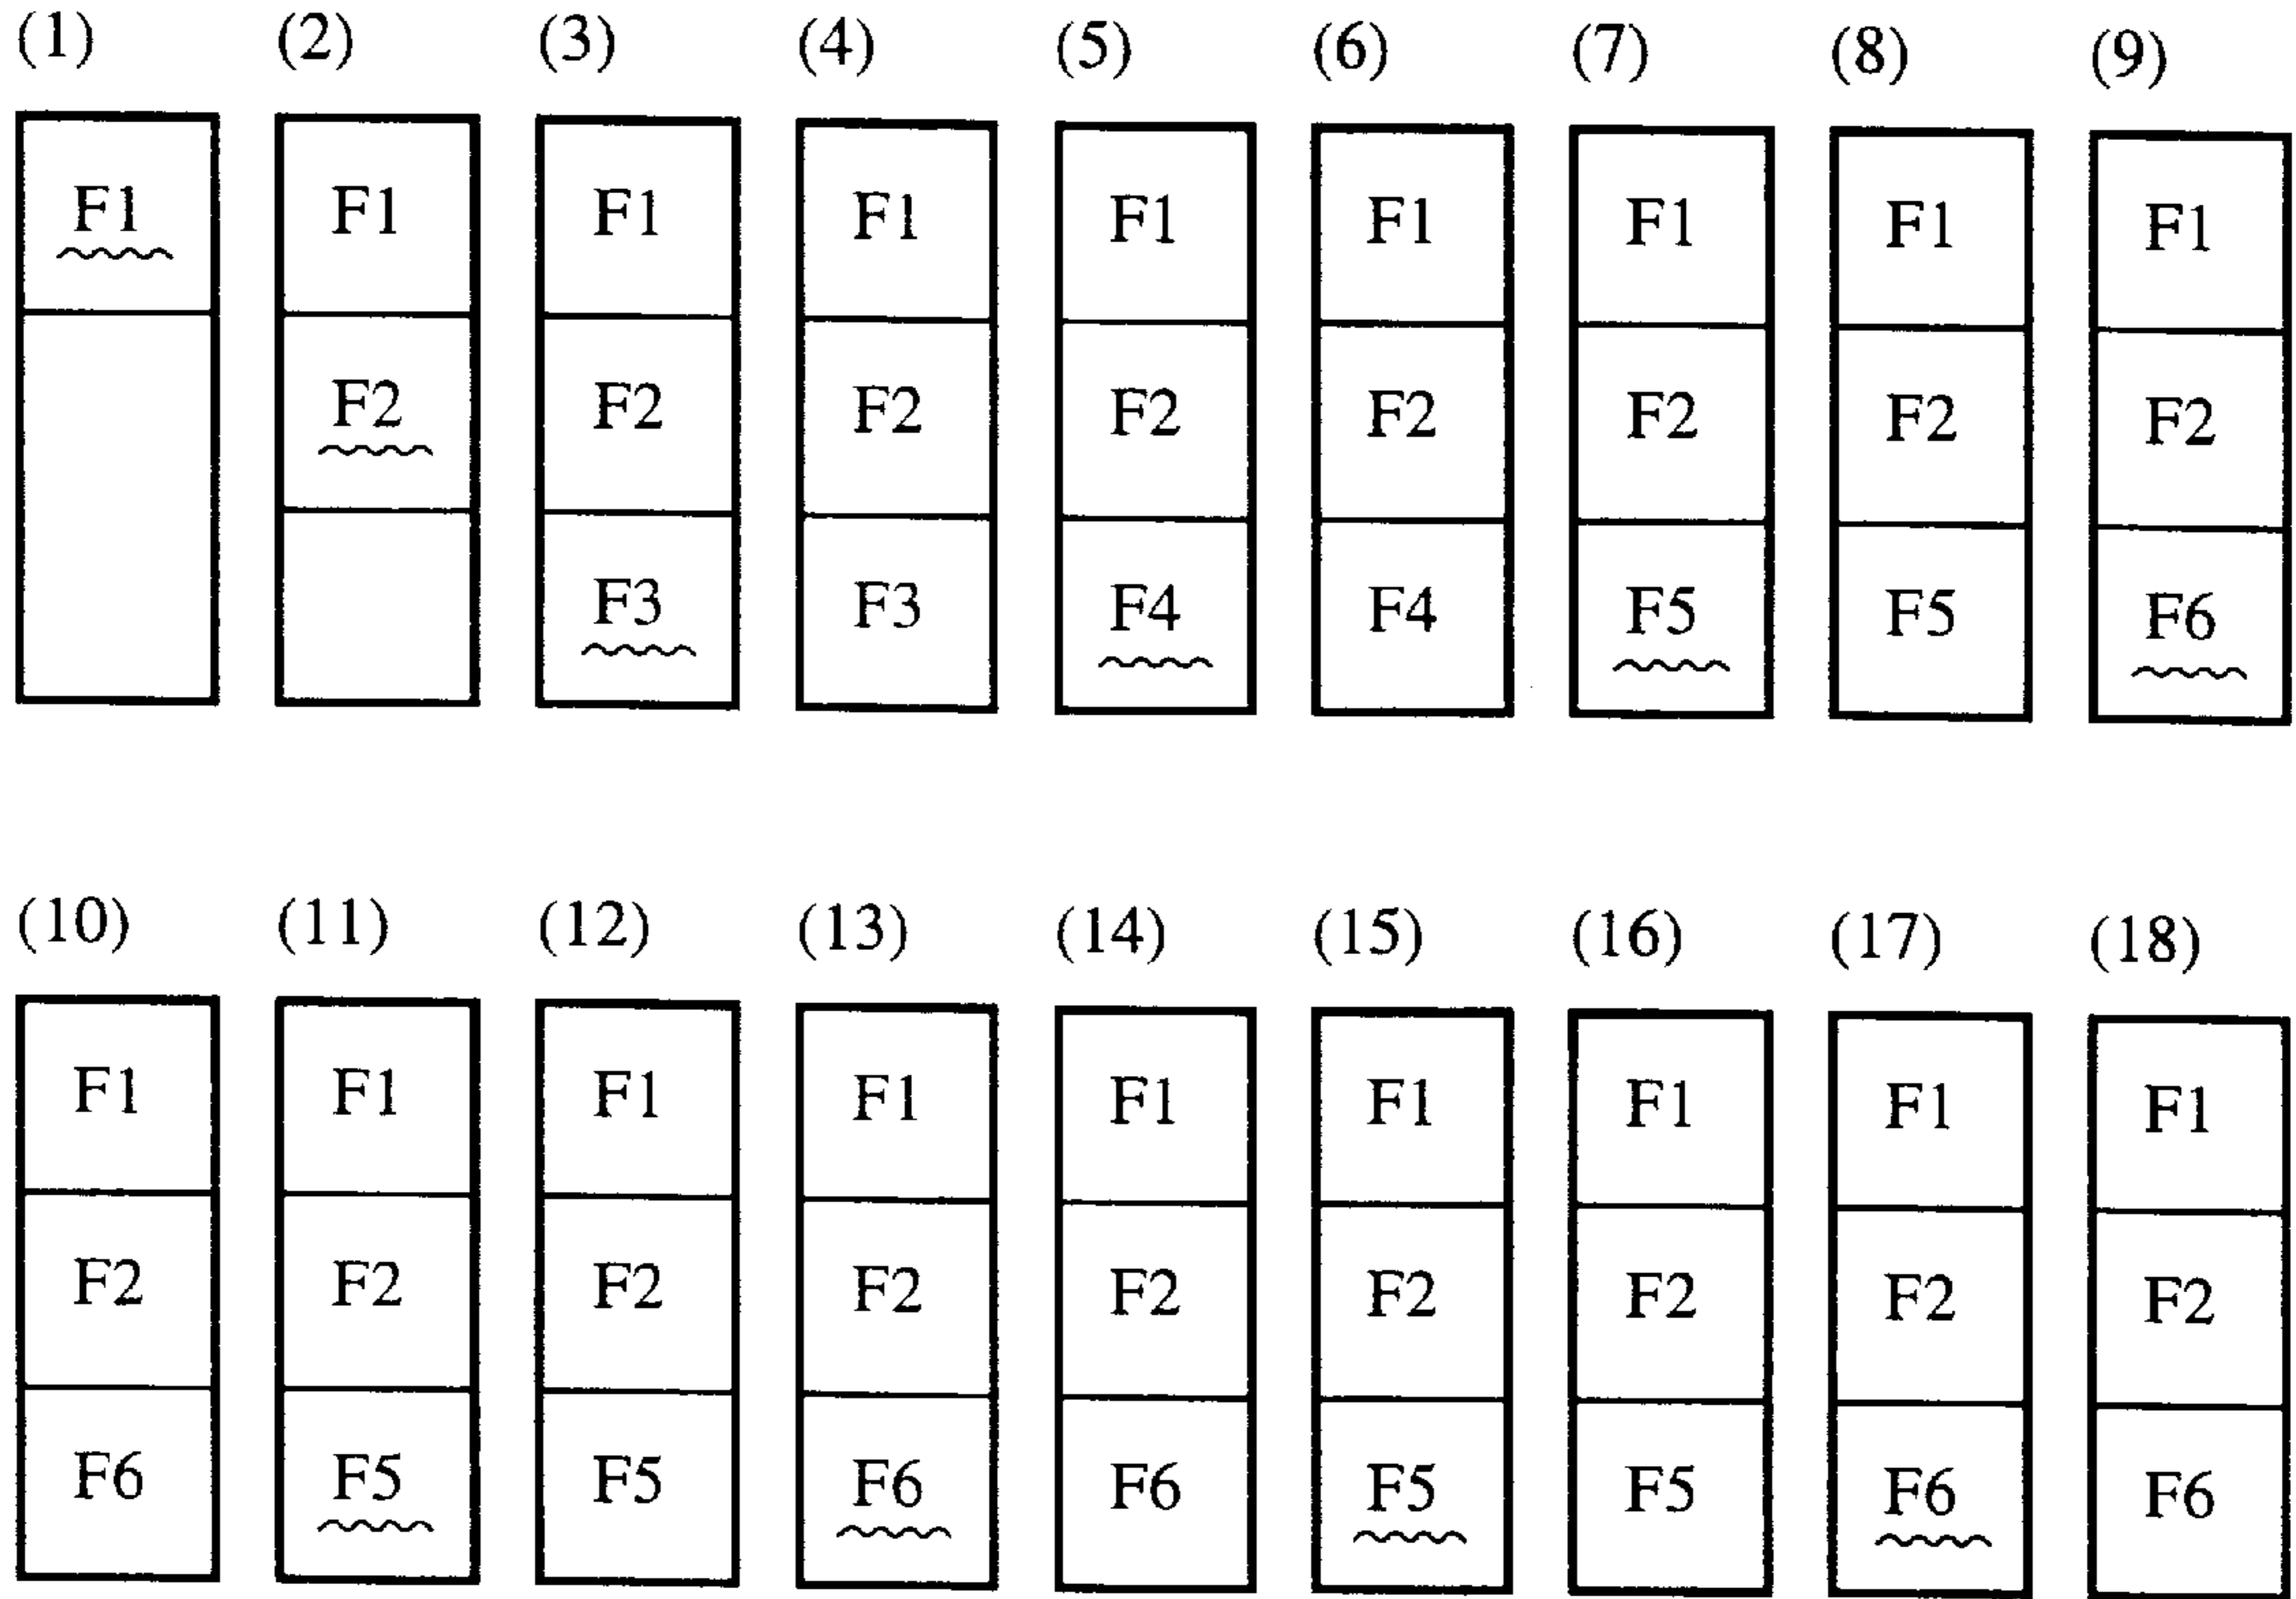 (1) (2) (3) (4) (5) (6) (7) (8) (9)
F1 F1 F1 F1 F1 F1 F1 F1 F1
F2 F2 F2 F2 F2 F2 F2 F2
F3 F3 F4 F4 F5 F5 F6
(10) (11) (12) (13) (14) (15) (16) (17) (18)
F1 F1 F1 F1 F1 F1 F1 F1 F1
F2 F2 F2 F2 F2 F2 F2 F2 F2
F6 F5 F5 F6 F6 F5 F5 F6 F6